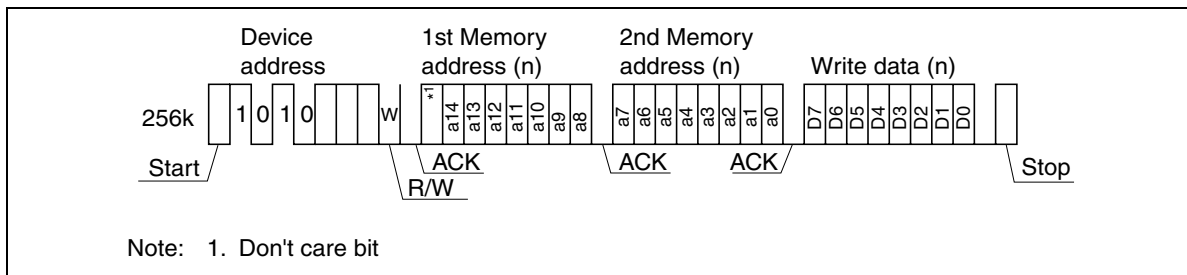 Device address
1st Memory address (n)
2nd Memory address (n)
Write data (n)
256k 1 0 1 0 W *1 a14 a13 a12 a11 a10 a9 a8 a7 a6 a5 a4 a3 a2 a1 a0 D7 D6 D5 D4 D3 D2 D1 D0
Start ACK ACK ACK Stop
R/W
Note: 1. Don't care bit